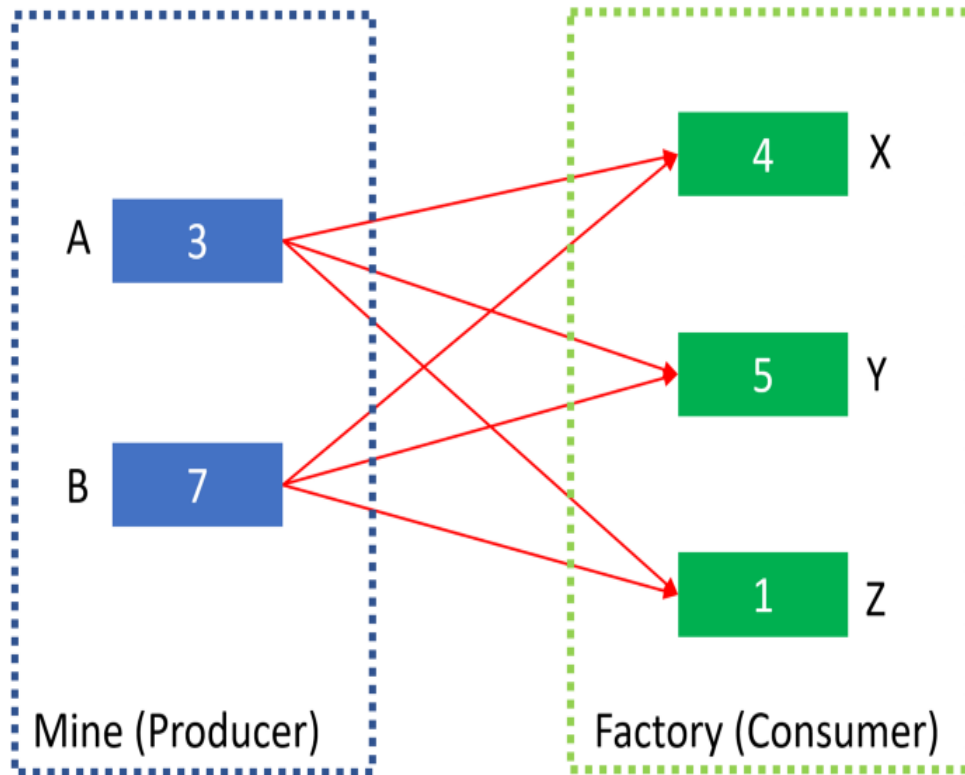 A
3
B
7
Mine (Producer)
4
X
5
Y
1
Z
Factory (Consumer)